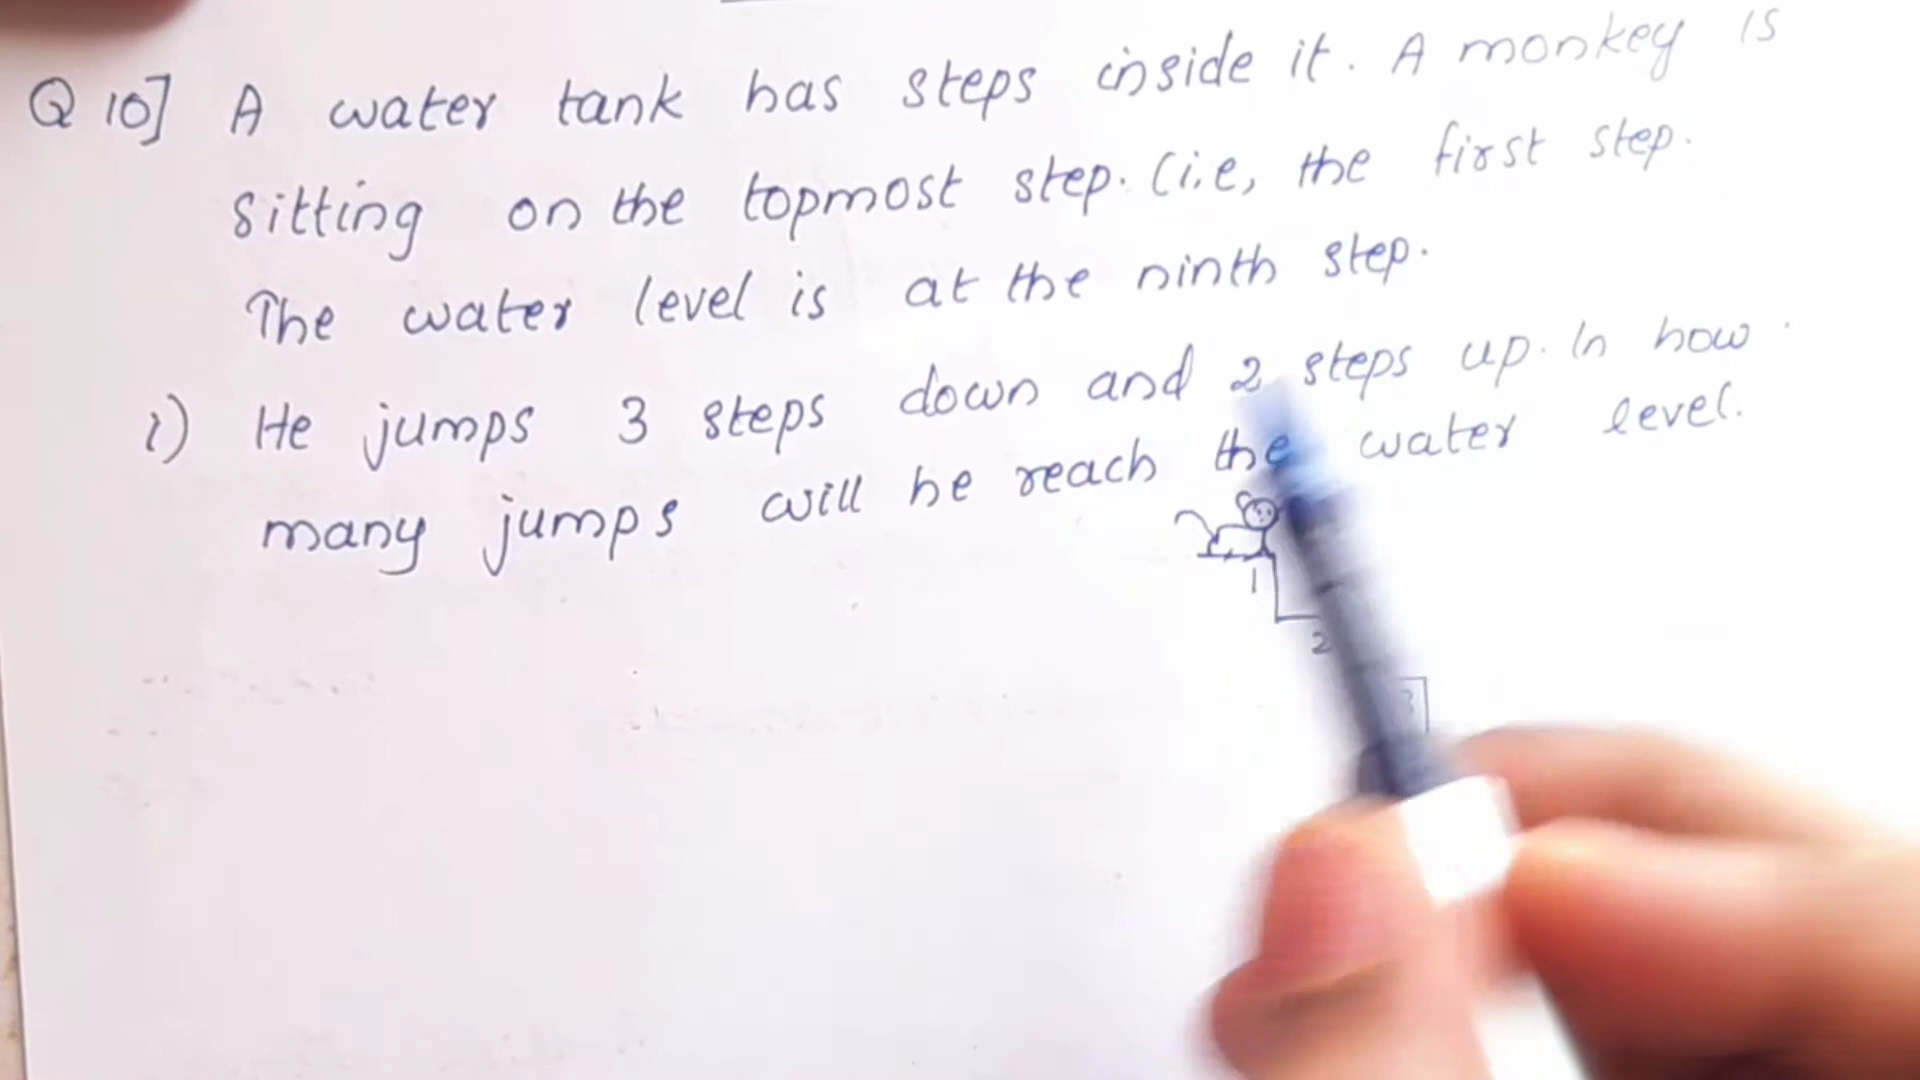 Q 10] A water tank has steps inside it. A monkey is
sitting on the topmost step. (i.e, the first step.
The water level is at the ninth step.
i) He jumps 3 steps down and 2 steps up. In how
many jumps will he reach the water level.
1
2
3